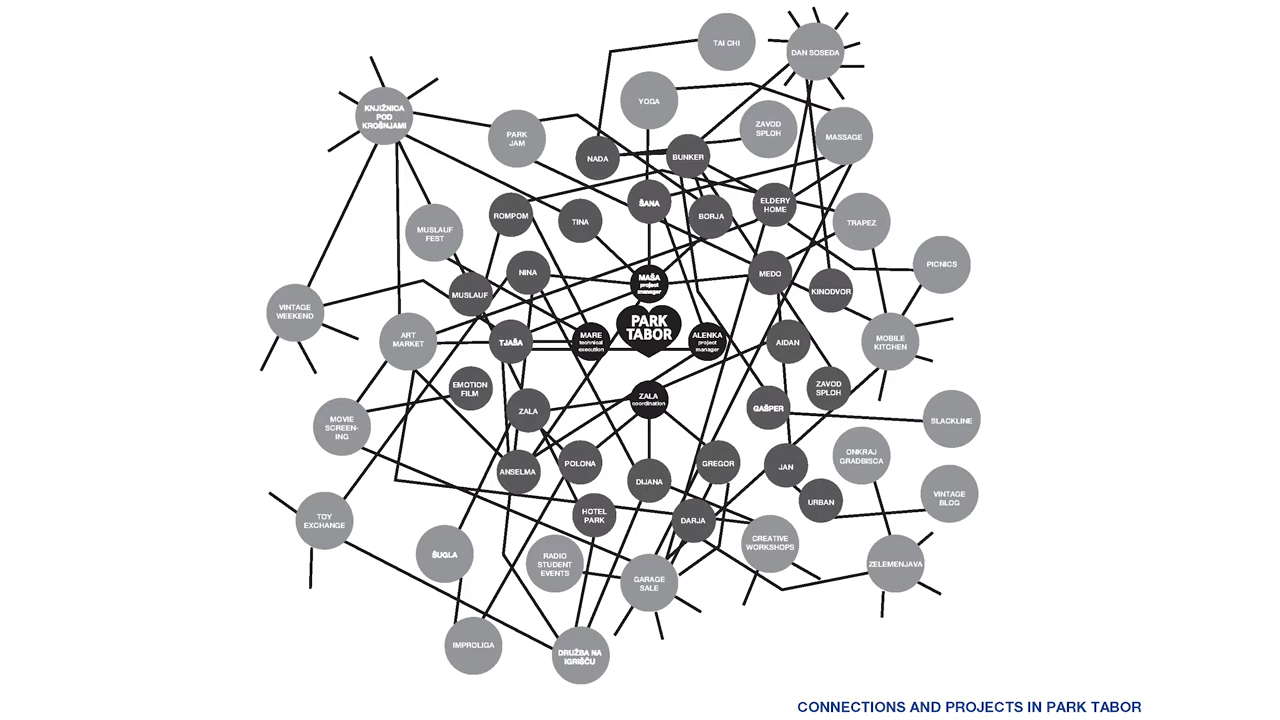 TAI CHI
DAN SOSEDA
YOGA
KNJIŽNICA
POD
KROŠNJAMI
PARK
JAM
ZAVOD
SPLOH
MASSAGE
NADA
BUNKER
ŠANA
ELDERY
HOME
ROMPOM
TINA
BORJA
TRAPEZ
MUSLAUF
FEST
PICNICS
NINA
MEDO
MAŠA
project
manager
MUSLAUF
KINODVOR
VINTAGE
WEEKEND
PARK
TABOR
ART
MARKET
TJAŠA
MARE
technical
execution
ALENKA
project
manager
AIDAN
MOBILE
KITCHEN
EMOTION
FILM
ZAVOD
SPLOH
ZALA
coordination
ZALA
GAŠPER
SLACKLINE
MOVIE
SCREEN-
ING
ONKRAJ
GRADBISCA
ANSELMA
POLONA
GREGOR
JAN
DIJANA
VINTAGE
BLOG
URBAN
TOY
EXCHANGE
HOTEL
PARK
DARJA
CREATIVE
WORKSHOPS
ŠUGLA
RADIO
STUDENT
EVENTS
ZELEMENJAVA
GARAGE
SALE
IMPROLIGA
DRUŽBA NA
IGRIŠČU
CONNECTIONS AND PROJECTS IN PARK TABOR